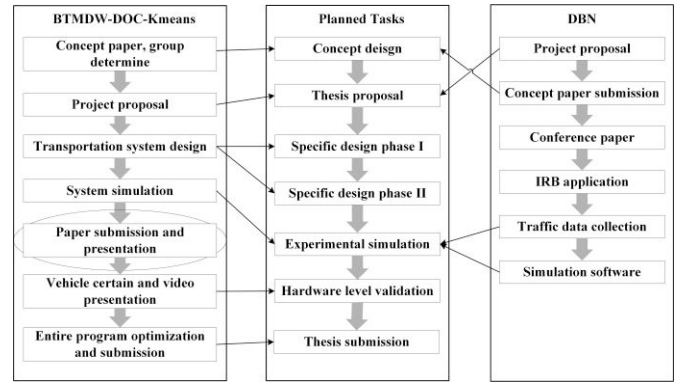 BTMDW-DOC-Kmeans
Concept paper, group
determine
Project proposal
Transportation system design
System simulation
Paper submission and
presentation
Vehicle certain and video
presentation
Entire program optimization
and submission
Planned Tasks
Concept deisgn
Thesis proposal
Specific design phase I
Specific design phase II
Experimental simulation
Hardware level validation
Thesis submission
DBN
Project proposal
Concept paper submission
Conference paper
IRB application
Traffic data collection
Simulation software